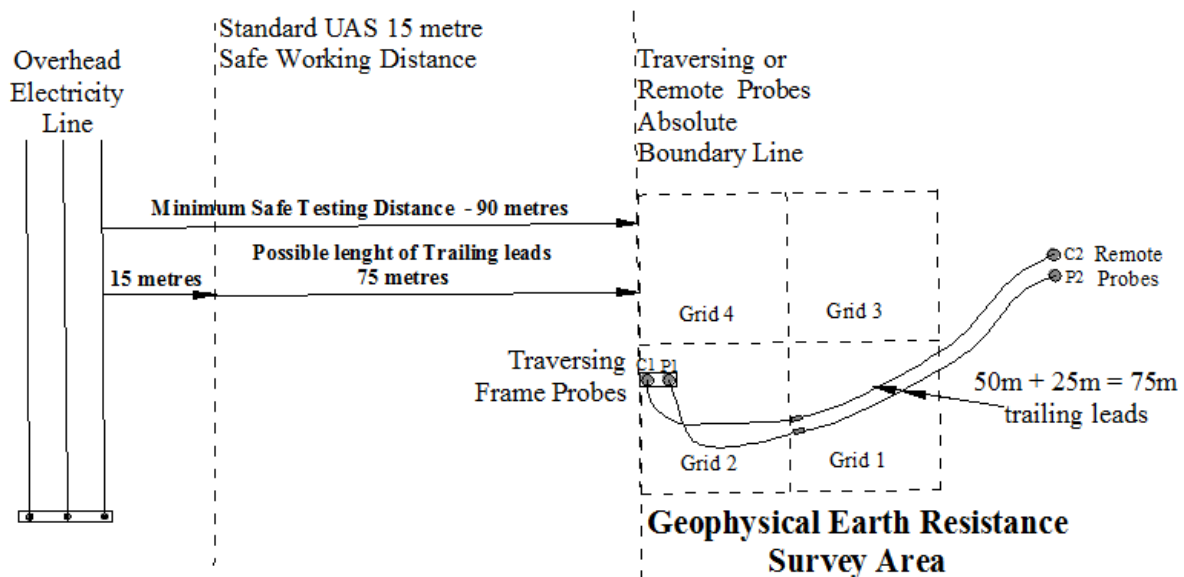 Overhead
Electricity
Line
Standard UAS 15 metre
Safe Working Distance
Traversing or
Remote Probes
Absolute
Boundary Line
Minimum Safe Testing Distance - 90 metres
Possible lenght of Trailing leads
15 metres
75 metres
Grid 4
Grid 3
C2 Remote
P2 Probes
Traversing
Frame Probes
C1 P1
50m + 25m = 75m
trailing leads
Grid 2
Grid 1
Geophysical Earth Resistance
Survey Area